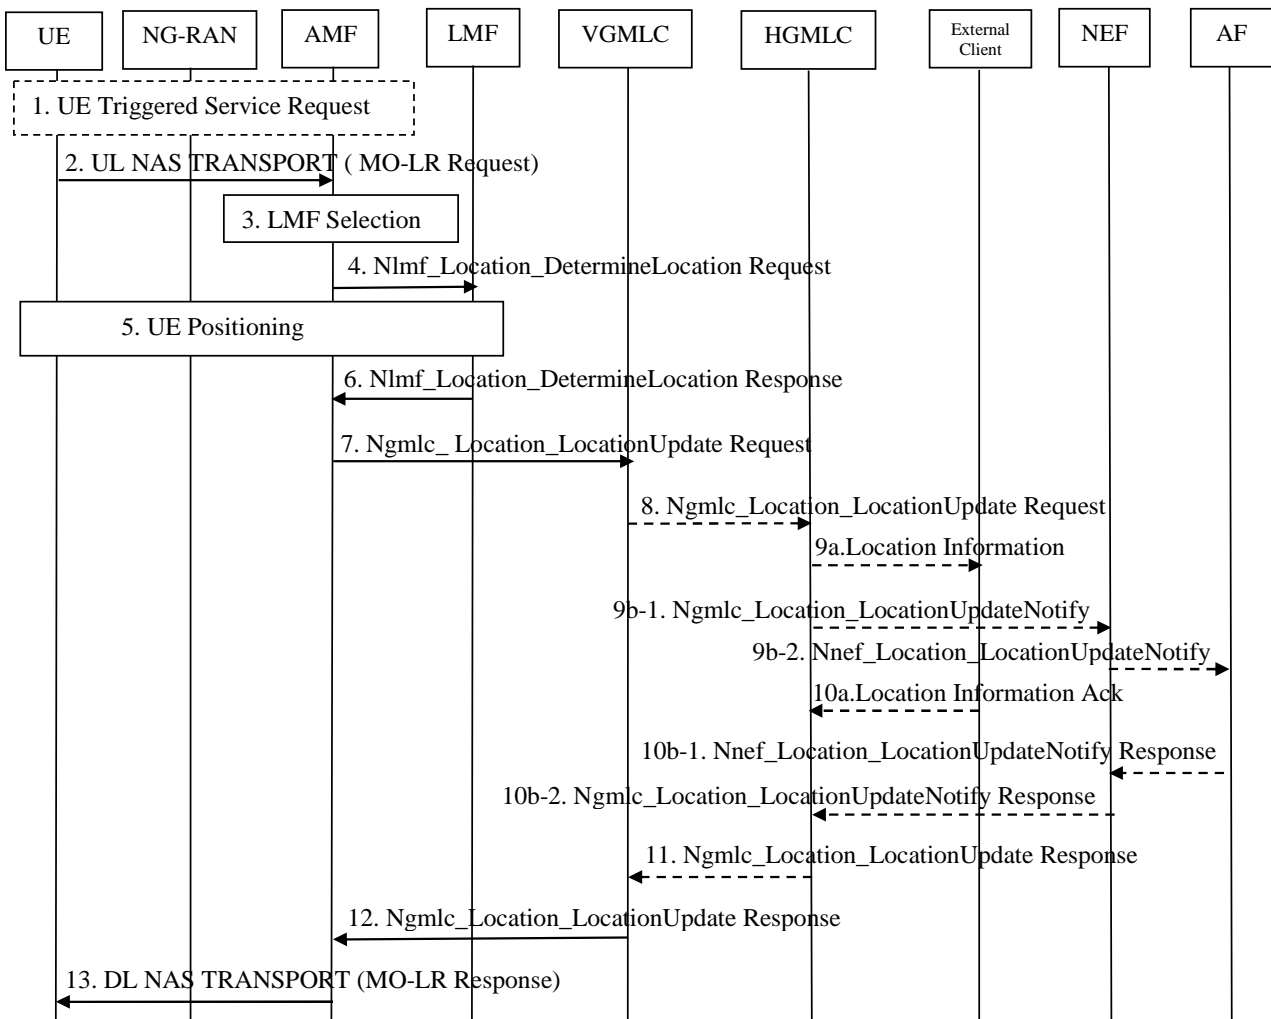 UE
NG-RAN
AMF
LMF
VGMLC
HGMLC
External
Client
NEF
AF
1. UE Triggered Service Request
2. UL NAS TRANSPORT ( MO-LR Request)
3. LMF Selection
4. Nlmf_Location_DetermineLocation Request
5. UE Positioning
6. Nlmf_Location_DetermineLocation Response
7. Ngmlc_ Location_LocationUpdate Request
8. Ngmlc_Location_LocationUpdate Request
9a.Location Information
9b-1. Ngmlc_Location_LocationUpdateNotify
9b-2. Nnef_Location_LocationUpdateNotify
10a.Location Information Ack
10b-1. Nnef_Location_LocationUpdateNotify Response
10b-2. Ngmlc_Location_LocationUpdateNotify Response
11. Ngmlc_Location_LocationUpdate Response
12. Ngmlc_Location_LocationUpdate Response
13. DL NAS TRANSPORT (MO-LR Response)